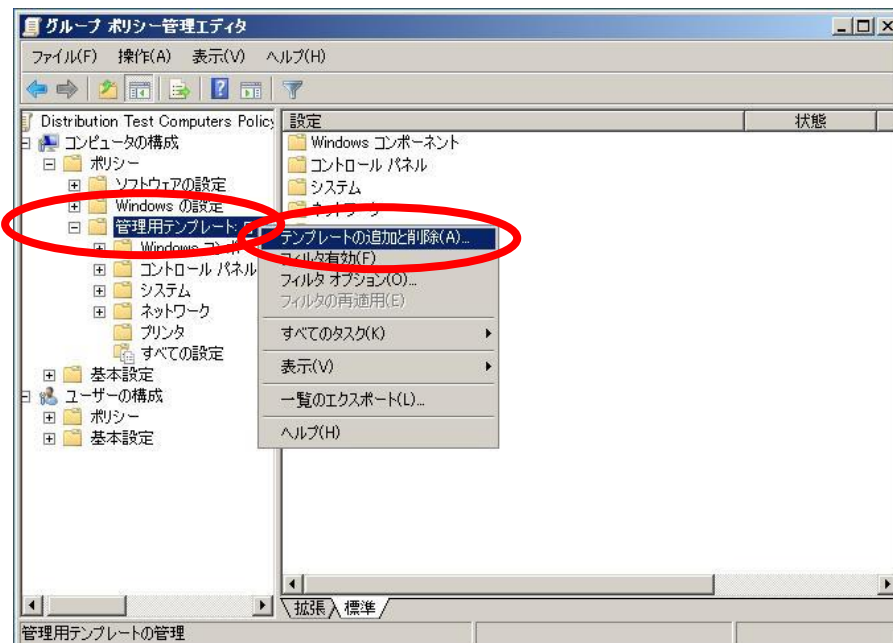 グループ ポリシー管理エディタ
ファイル(F) 操作(A) 表示(V) ヘルプ(H)
Distribution Test Computers Policy
コンピュータの構成
ポリシー
ソフトウェアの設定
Windows の設定
管理用テンプレート:
Windows コンポ
コントロール パネル
システム
ネットワーク
プリンタ
すべての設定
基本設定
ユーザーの構成
ポリシー
基本設定
設定 状態
Windows コンポーネント
コントロール パネル
システム
ネットワーク
テンプレートの追加と削除(A)...
フィルタ有効(F)
フィルタ オプション(O)...
フィルタの再適用(E)
すべてのタスク(K)
表示(V)
一覧のエクスポート(L)...
ヘルプ(H)
拡張 標準
管理用テンプレートの管理